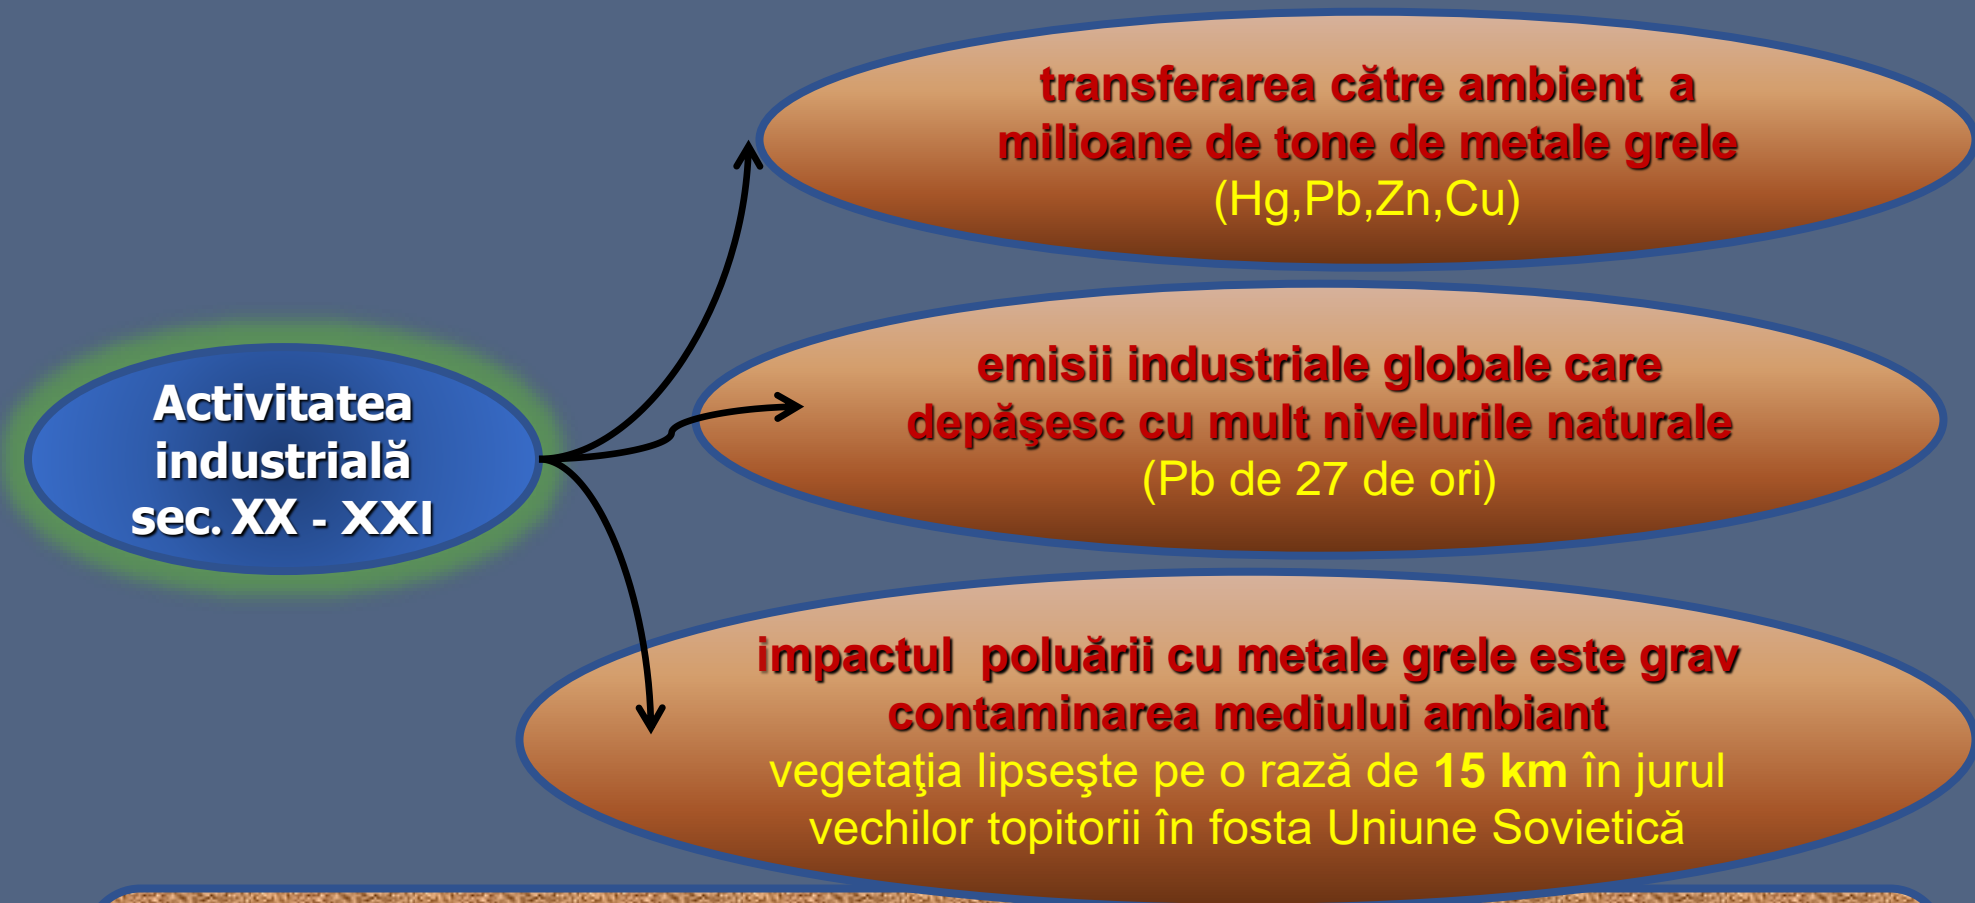 transferarea către ambient  a
milioane de tone de metale grele
(Hg,Pb,Zn,Cu)
emisii industriale globale care
depăşesc cu mult nivelurile naturale
(Pb de 27 de ori)
Activitatea
industrială
sec. XX - XXI
impactul  poluării cu metale grele este grav
contaminarea mediului ambiant
vegetaţia lipseşte pe o rază de 15 km în jurul
vechilor topitorii în fosta Uniune Sovietică